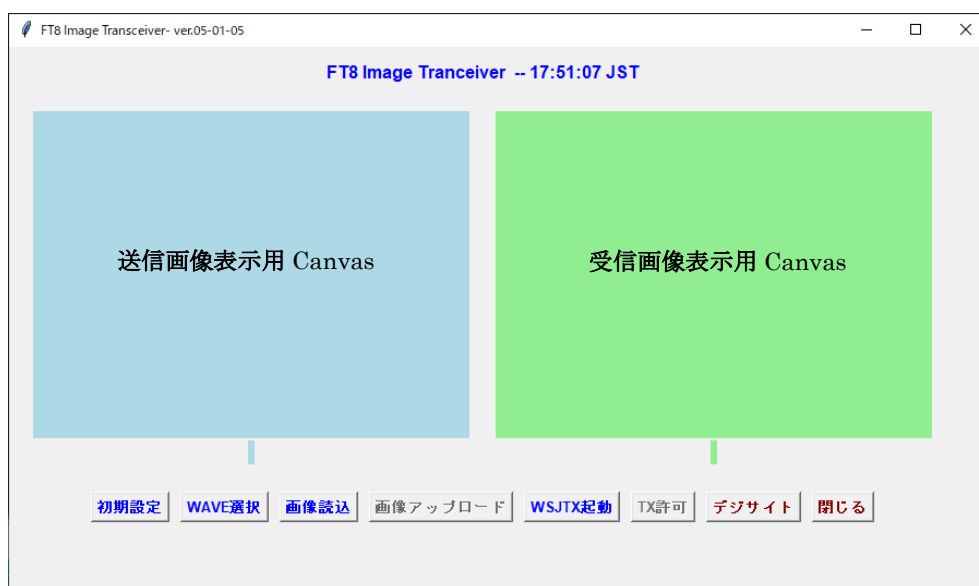 FT8 Image Transceiver- ver.05-01-05
FT8 Image Tranceiver -- 17:51:07 JST
送信画像表示用 Canvas
受信画像表示用 Canvas
初期設定 WAVE選択 画像読込 画像アップロード WSJTX起動 TX許可 デジサイト 閉じる